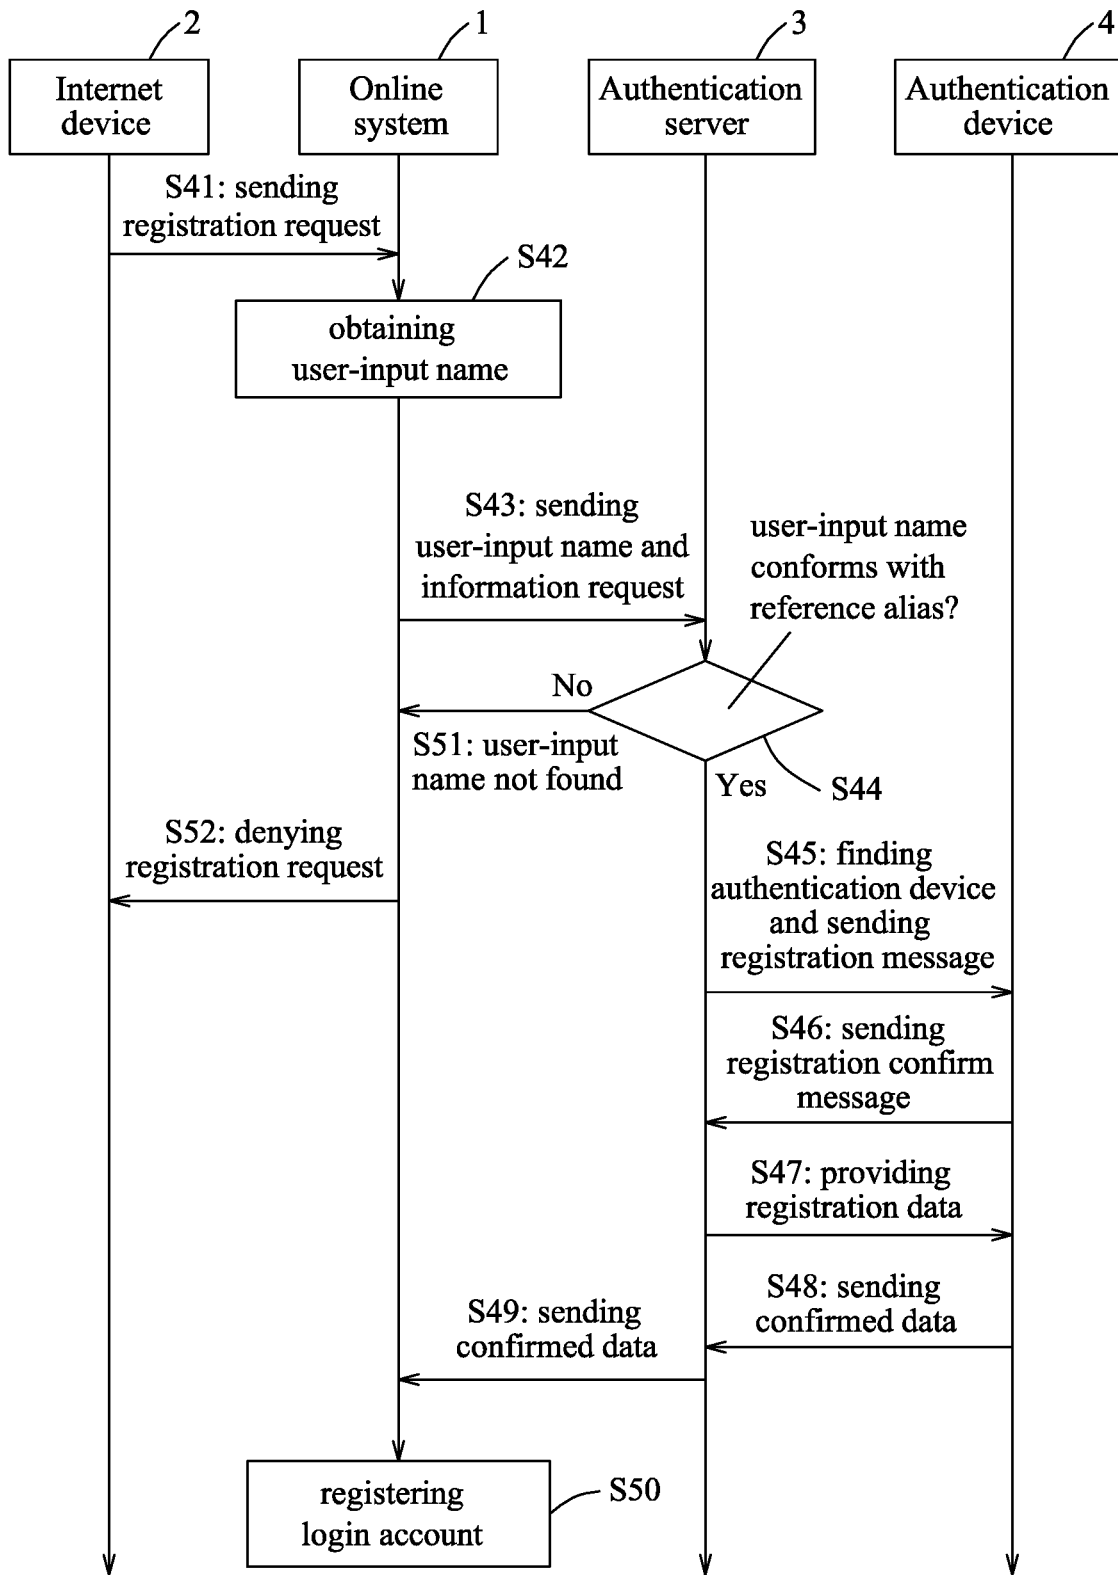 2
1
3
4
Internet
device
Online
system
Authentication
server
Authentication
device
S41: sending
registration request
S42
obtaining
user-input name
S43: sending
user-input name and
information request
user-input name
conforms with
reference alias?
No
S51: user-input
name not found
Yes
S44
S52: denying
registration request
S45: finding
authentication device
and sending
registration message
S46: sending
registration confirm
message
S47: providing
registration data
S48: sending
confirmed data
S49: sending
confirmed data
registering
login account
S50